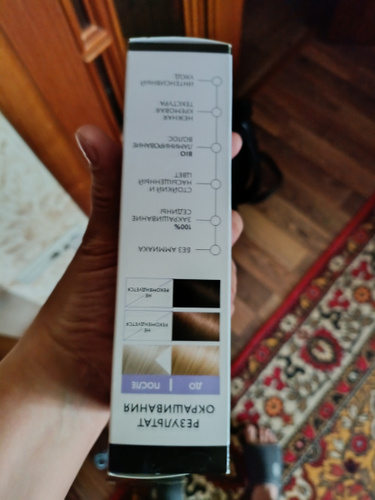 РЕЗУЛЬТАТ
ОКРАШИВАНИЯ
ДО | ПОСЛЕ
НЕ
РЕКОМЕНДУЕТСЯ
НЕ
РЕКОМЕНДУЕТСЯ
БЕЗ АММИАКА
100%
ЗАКРАШИВАНИЕ
СЕДИНЫ
СТОЙКИЙ И
НАСЫЩЕННЫЙ
ЦВЕТ
BIO
ЛАМИНИРОВАНИЕ
ВОЛОС
НЕЖНАЯ
КРЕМОВАЯ
ТЕКСТУРА
ИНТЕНСИВНЫЙ
УХОД